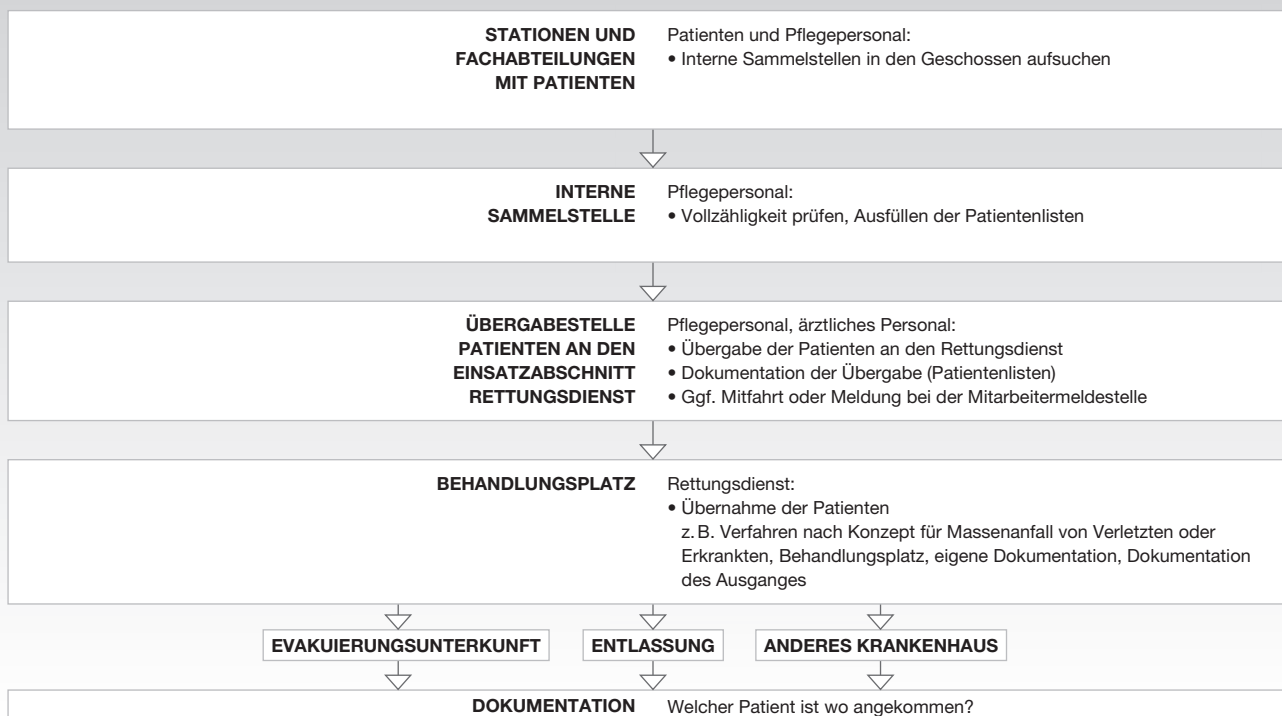 STATIONEN UND
FACHABTEILUNGEN
MIT PATIENTEN
Patienten und Pflegepersonal:
• Interne Sammelstellen in den Geschossen aufsuchen
INTERNE
SAMMELSTELLE
Pflegepersonal:
• Vollzähligkeit prüfen, Ausfüllen der Patientenlisten
ÜBERGABESTELLE
PATIENTEN AN DEN
EINSATZABSCHNITT
RETTUNGSDIENST
Pflegepersonal, ärztliches Personal:
• Übergabe der Patienten an den Rettungsdienst
• Dokumentation der Übergabe (Patientenlisten)
• Ggf. Mitfahrt oder Meldung bei der Mitarbeitermeldestelle
BEHANDLUNGSPLATZ
Rettungsdienst:
• Übernahme der Patienten
z. B. Verfahren nach Konzept für Massenanfall von Verletzten oder
Erkrankten, Behandlungsplatz, eigene Dokumentation, Dokumentation
des Ausganges
EVAKUIERUNGSUNTERKUNFT
ENTLASSUNG
ANDERES KRANKENHAUS
DOKUMENTATION
Welcher Patient ist wo angekommen?